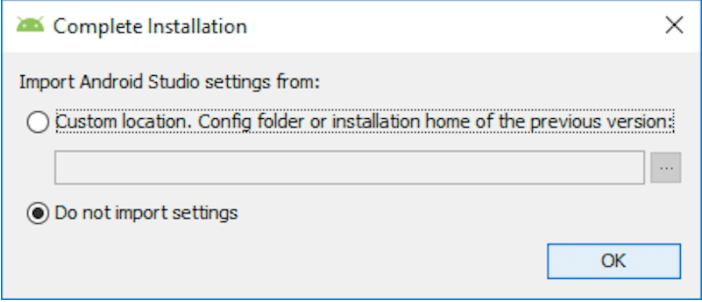 Complete Installation
Import Android Studio settings from:
Custom location. Config folder or installation home of the previous version:
...
Do not import settings
OK